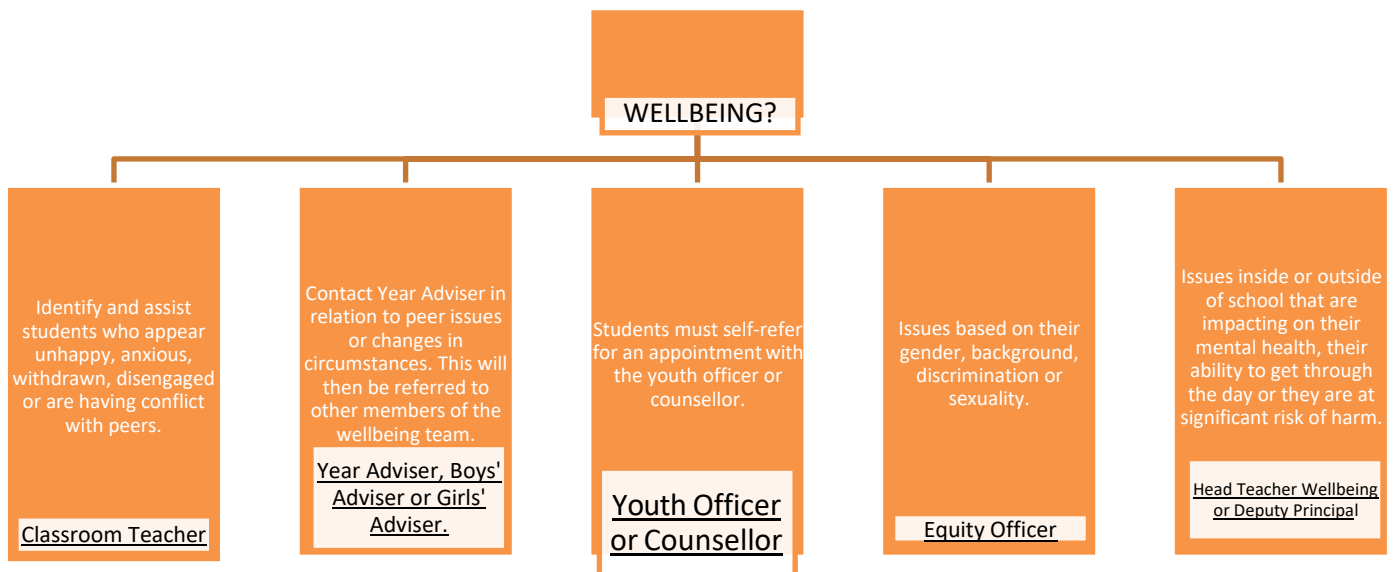 WELLBEING?
Identify and assist
students who appear
unhappy, anxious,
withdrawn, disengaged
or are having conflict
with peers.
Classroom Teacher
Contact Year Adviser in
relation to peer issues
or changes in
circumstances. This will
then be referred to
other members of the
wellbeing team.
Year Adviser, Boys'
Adviser or Girls'
Adviser.
Students must self-refer
for an appointment with
the youth officer or
counsellor.
Youth Officer
or Counsellor
Issues based on their
gender, background,
discrimination or
sexuality.
Equity Officer
Issues inside or outside
of school that are
impacting on their
mental health, their
ability to get through
the day or they are at
significant risk of harm.
Head Teacher Wellbeing
or Deputy Principal